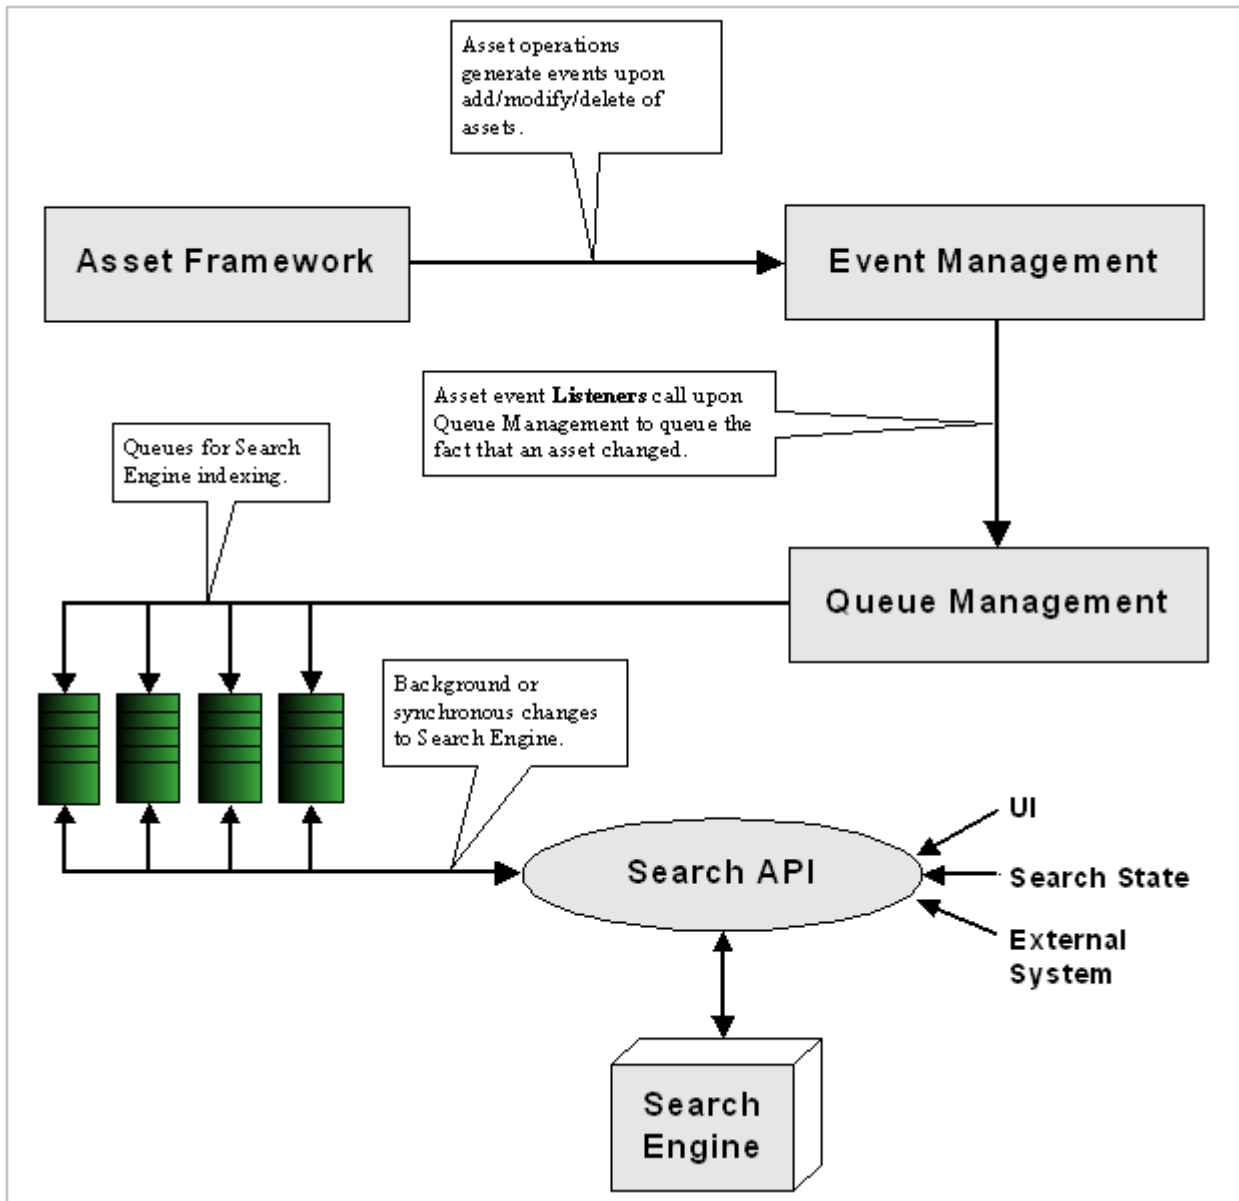 Asset operations
generate events upon
add/modify/delete of
assets.
Asset Framework
Event Management
Asset event Listeners call upon
Queue Management to queue the
fact that an asset changed.
Queues for Search
Engine indexing.
Queue Management
Background or
synchronous changes
to Search Engine.
Search API
UI
Search State
External
System
Search
Engine